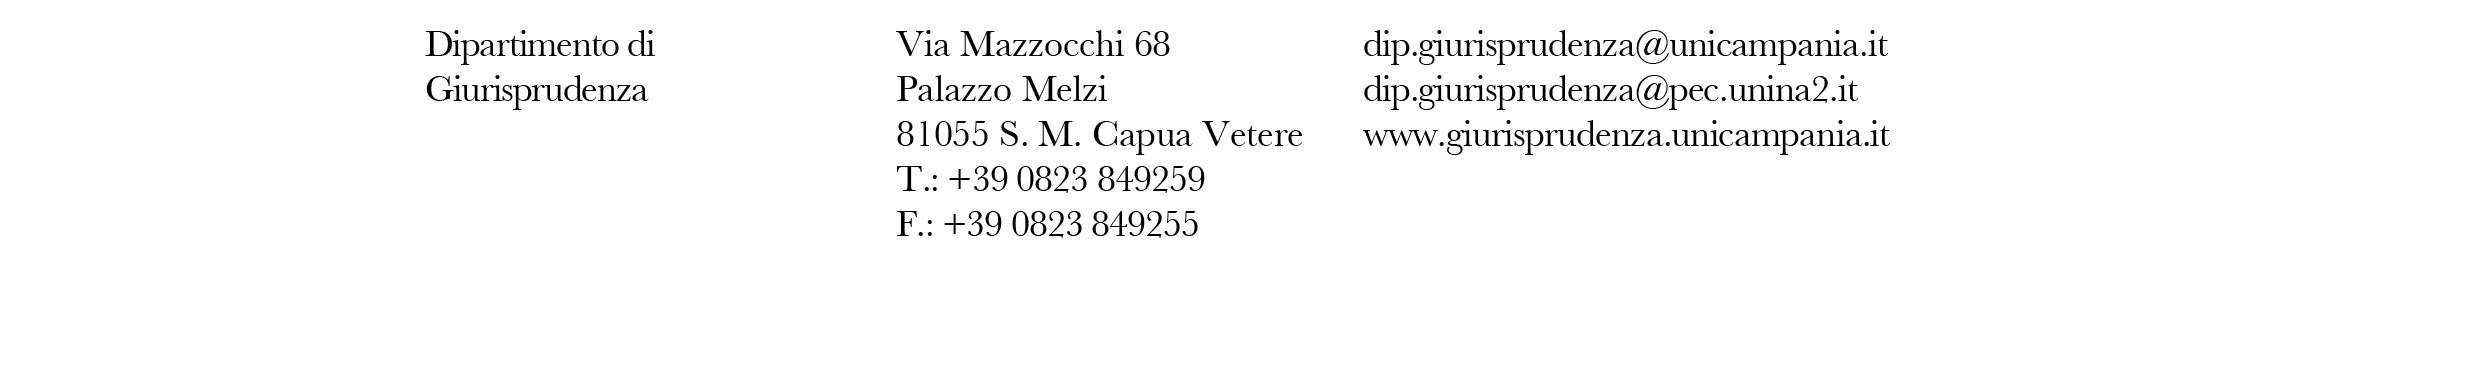 Dipartimento di
Giurisprudenza
Via Mazzocchi 68
Palazzo Melzi
81055 S. M. Capua Vetere
T.: +39 0823 849259
F.: +39 0823 849255
dip.giurisprudenza@unicampania.it
dip.giurisprudenza@pec.unina2.it
www.giurisprudenza.unicampania.it